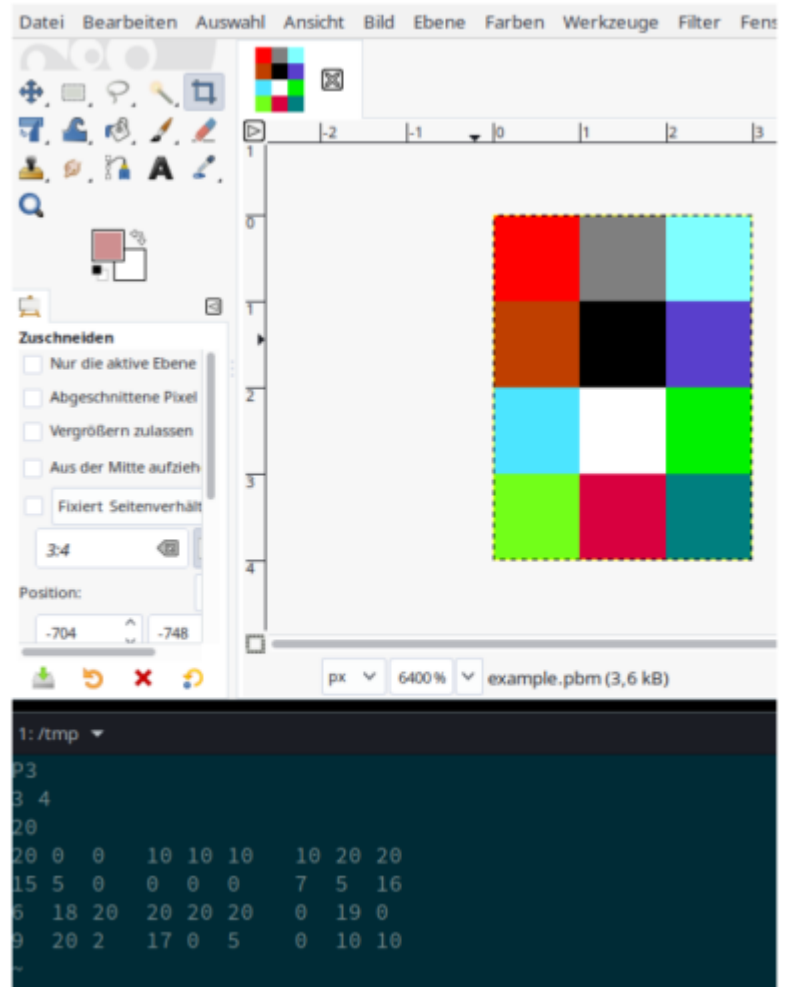 Datei Bearbeiten Auswahl Ansicht Bild Ebene Farben Werkzeuge Filter Fens
-2 -1 0 1 2 3
1
0
1
2
3
4
Zuschneiden
Nur die aktive Ebene
Abgeschnittene Pixel
Vergrößern zulassen
Aus der Mitte aufzieh
Fixiert Seitenverhält
3:4
Position:
-704 -748
px 6400 % example.pbm (3,6 kB)
1: /tmp
P3
3 4
20
20 0 0 10 10 10 10 20 20
15 5 0 0 0 0 7 5 16
6 18 20 20 20 20 0 19 0
9 20 2 17 0 5 0 10 10
~